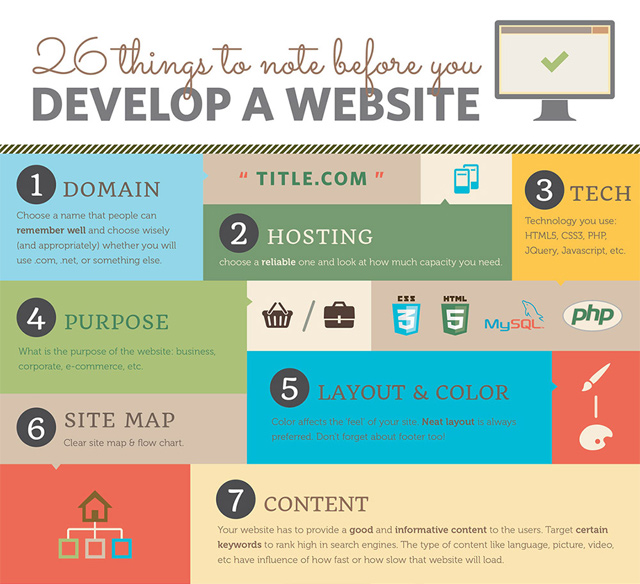 26 things to note before you
DEVELOP A WEBSITE
1 DOMAIN
Choose a name that people can
remember well and choose wisely
(and appropriately) whether you will
use .com, .net, or something else.
" TITLE.COM "
2 HOSTING
choose a reliable one and look at how much capacity you need.
3 TECH
Technology you use:
HTML5, CSS3, PHP,
JQuery, Javascript, etc.
4 PURPOSE
What is the purpose of the website: business,
corporate, e-commerce, etc.
/
CSS
3
HTML
5
MySQL
php
5 LAYOUT & COLOR
Color affects the 'feel' of your site, Neat layout is always
preferred. Don't forget about footer too!
6 SITE MAP
Clear site map & flow chart.
7 CONTENT
Your website has to provide a good and informative content to the users. Target certain
keywords to rank high in search engines. The type of content like language, picture, video,
etc have influence of how fast or how slow that website will load.